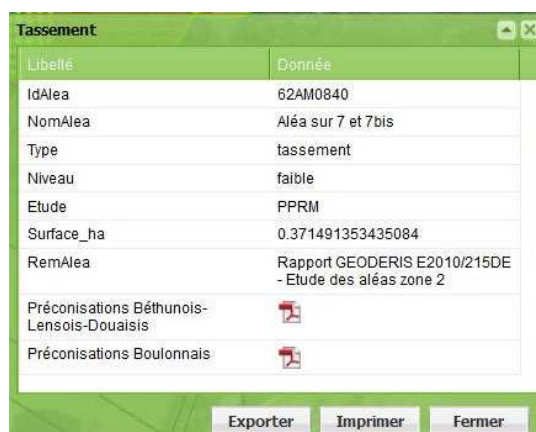 Tassement
Libellé Donnée
IdAlea 62AM0840
NomAlea Aléa sur 7 et 7bis
Type tassement
Niveau faible
Etude PPRM
Surface_ha 0.371491353435084
RemAlea Rapport GEODERIS E2010/215DE
- Etude des aléas zone 2
Préconisations Béthunois-
Lensois-Douaisis
Préconisations Boulonnais
Exporter Imprimer Fermer